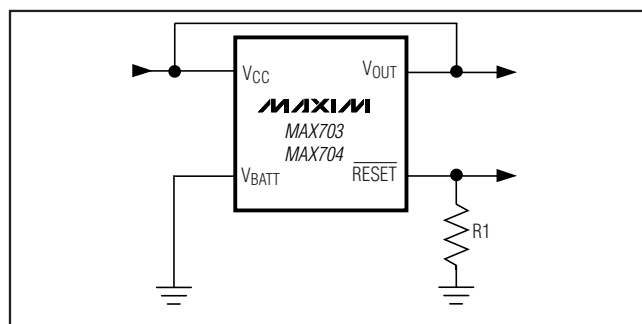 VCC
VOUT
MAXIM
MAX703
MAX704
VBATT
RESET
R1